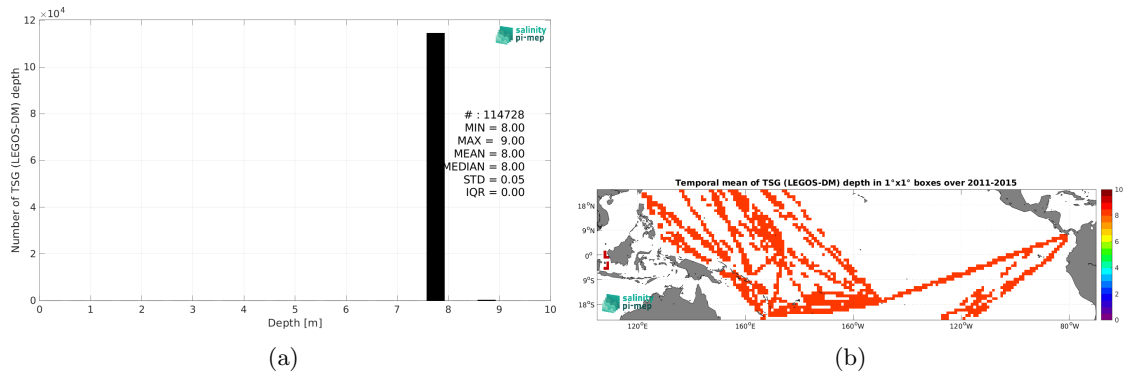 12 ×10⁴
10
8
6
4
2
0
Number of TSG (LEGOS-DM) depth
salinity
pi-mep
# : 114728
MIN = 8.00
MAX = 9.00
MEAN = 8.00
MEDIAN = 8.00
STD = 0.05
IQR = 0.00
0 1 2 3 4 5 6 7 8 9 10
Depth [m]
(a)
Temporal mean of TSG (LEGOS-DM) depth in 1°x1° boxes over 2011-2015
18°N
9°N
0°
9°S
18°S
salinity
pi-mep
120°E 160°E 160°W 120°W 80°W
10
8
6
4
2
0
(b)